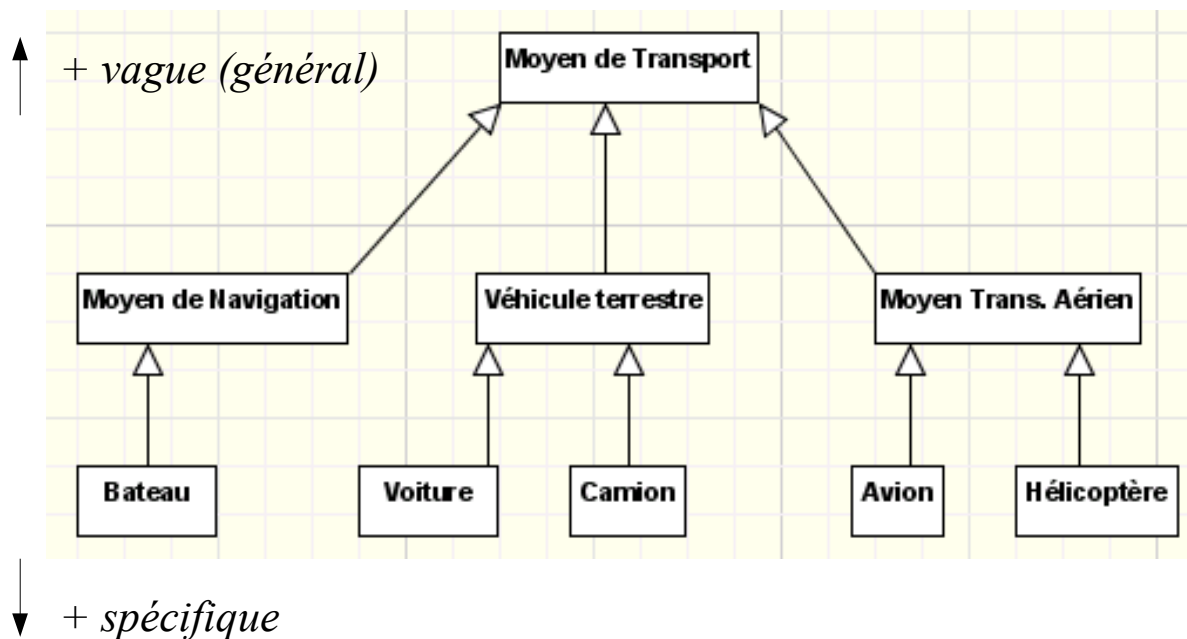 + vague (général)
Moyen de Transport
Moyen de Navigation
Véhicule terrestre
Moyen Trans. Aérien
Bateau
Voiture
Camion
Avion
Hélicoptère
+ spécifique